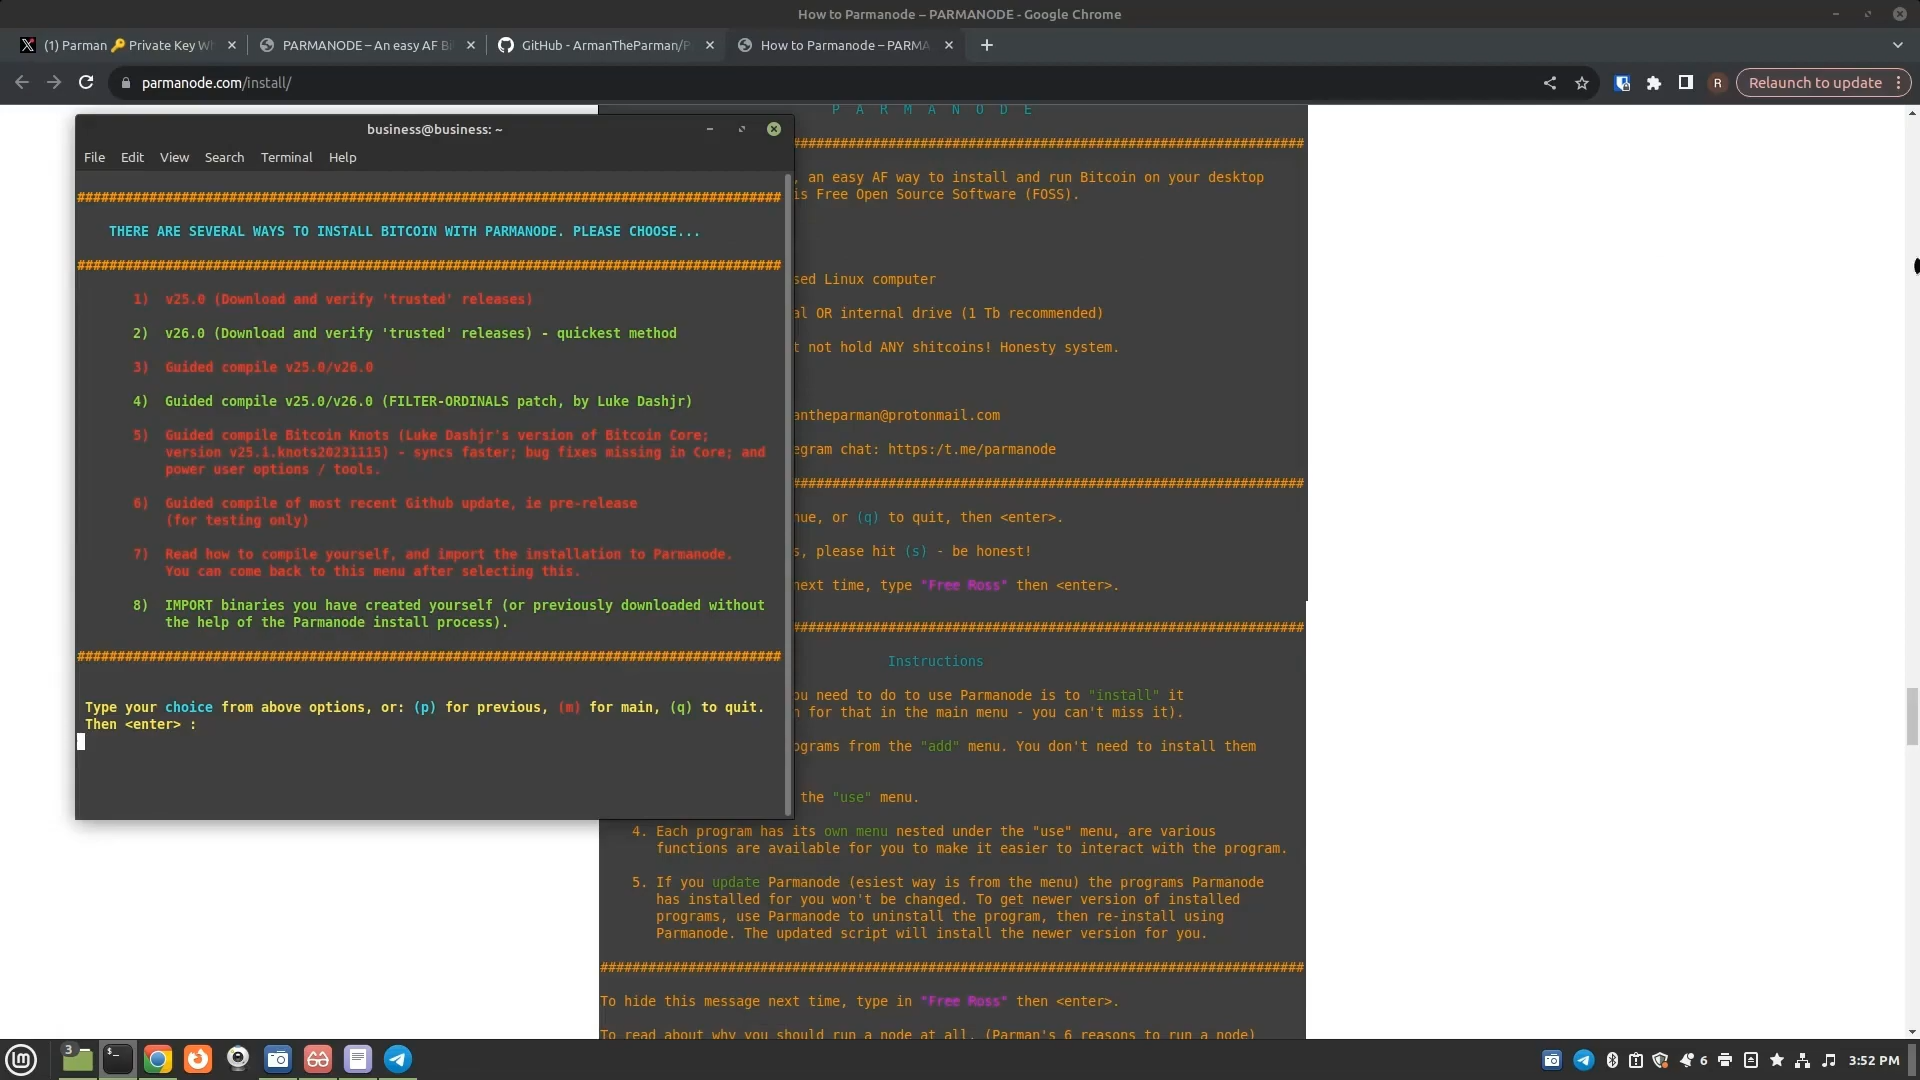 How to Parmanode – PARMANODE - Google Chrome
(1) Parman 🔑 Private Key W
PARMANODE – An easy AF Bi
GitHub - ArmanTheParman/P
How to Parmanode – PARMA
parmanode.com/install/
R
Relaunch to update
business@business: ~
File Edit View Search Terminal Help
################################################################################
THERE ARE SEVERAL WAYS TO INSTALL BITCOIN WITH PARMANODE. PLEASE CHOOSE...
################################################################################
1) v25.0 (Download and verify 'trusted' releases)
2) v26.0 (Download and verify 'trusted' releases) - quickest method
3) Guided compile v25.0/v26.0
4) Guided compile v25.0/v26.0 (FILTER-ORDINALS patch, by Luke Dashjr)
5) Guided compile Bitcoin Knots (Luke Dashjr's version of Bitcoin Core;
version v25.1.knots20231115) - syncs faster; bug fixes missing in Core; and
power user options / tools.
6) Guided compile of most recent Github update, ie pre-release
(for testing only)
7) Read how to compile yourself, and import the installation to Parmanode.
You can come back to this menu after selecting this.
8) IMPORT binaries you have created yourself (or previously downloaded without
the help of the Parmanode install process).
################################################################################
Type your choice from above options, or: (p) for previous, (m) for main, (q) to quit.
Then <enter> :
P A R M A N O D E
################################################################
, an easy AF way to install and run Bitcoin on your desktop
is Free Open Source Software (FOSS).
sed Linux computer
al OR internal drive (1 Tb recommended)
t not hold ANY shitcoins! Honesty system.
antheparman@protonmail.com
egram chat: https:/t.me/parmanode
################################################################
nue, or (q) to quit, then <enter>.
s, please hit (s) - be honest!
next time, type "Free Ross" then <enter>.
################################################################
Instructions
ou need to do to use Parmanode is to "install" it
n for that in the main menu - you can't miss it).
ograms from the "add" menu. You don't need to install them
the "use" menu.
4. Each program has its own menu nested under the "use" menu, are various
functions are available for you to make it easier to interact with the program.
5. If you update Parmanode (esiest way is from the menu) the programs Parmanode
has installed for you won't be changed. To get newer version of installed
programs, use Parmanode to uninstall the program, then re-install using
Parmanode. The updated script will install the newer version for you.
################################################################################
To hide this message next time, type in "Free Ross" then <enter>.
To read about why you should run a node at all, (Parman's 6 reasons to run a node)
3
6
3:52 PM